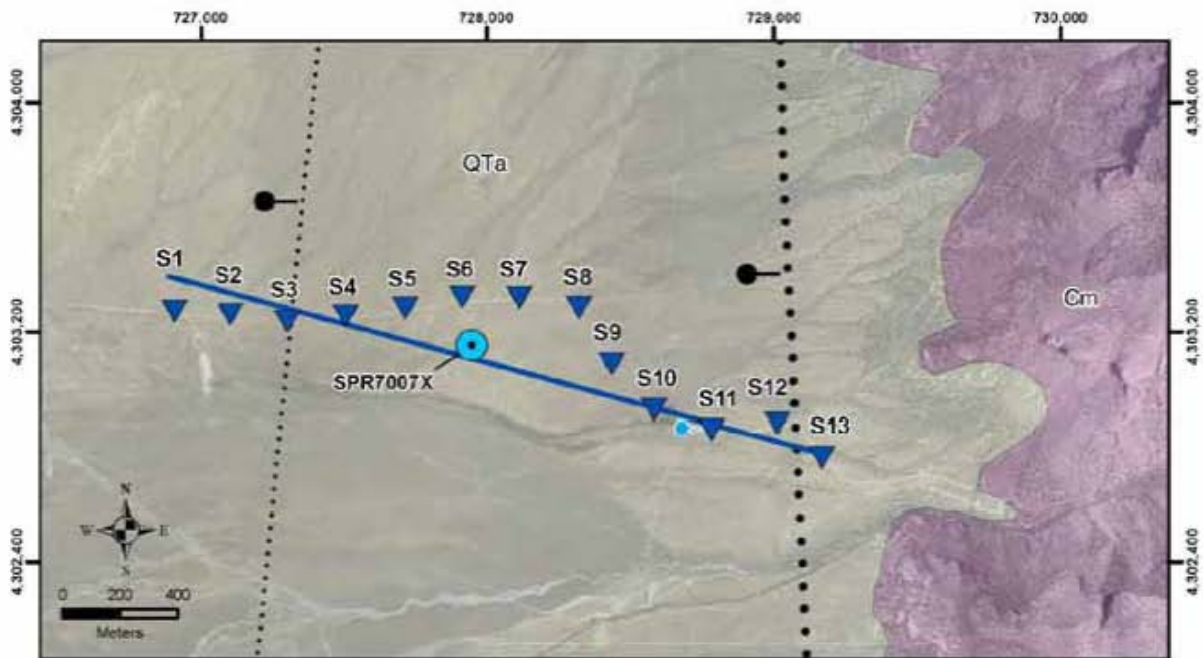 727,000 728,000 729,000 730,000
4,304,000 4,304,000
QTa
S1 S2 S3 S4 S5 S6 S7 S8
Cm
4,303,200 4,303,200
S9
SPR7007X
S10 S11 S12 S13
N
W E
S
4,302,400 4,302,400
0 200 400
Meters